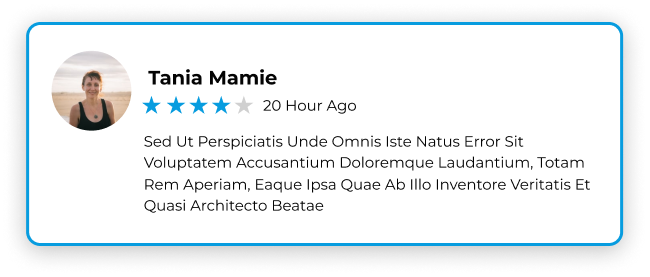 Tania Mamie
20 Hour Ago
Sed Ut Perspiciatis Unde Omnis Iste Natus Error Sit
Voluptatem Accusantium Doloremque Laudantium, Totam
Rem Aperiam, Eaque Ipsa Quae Ab Illo Inventore Veritatis Et
Quasi Architecto Beatae